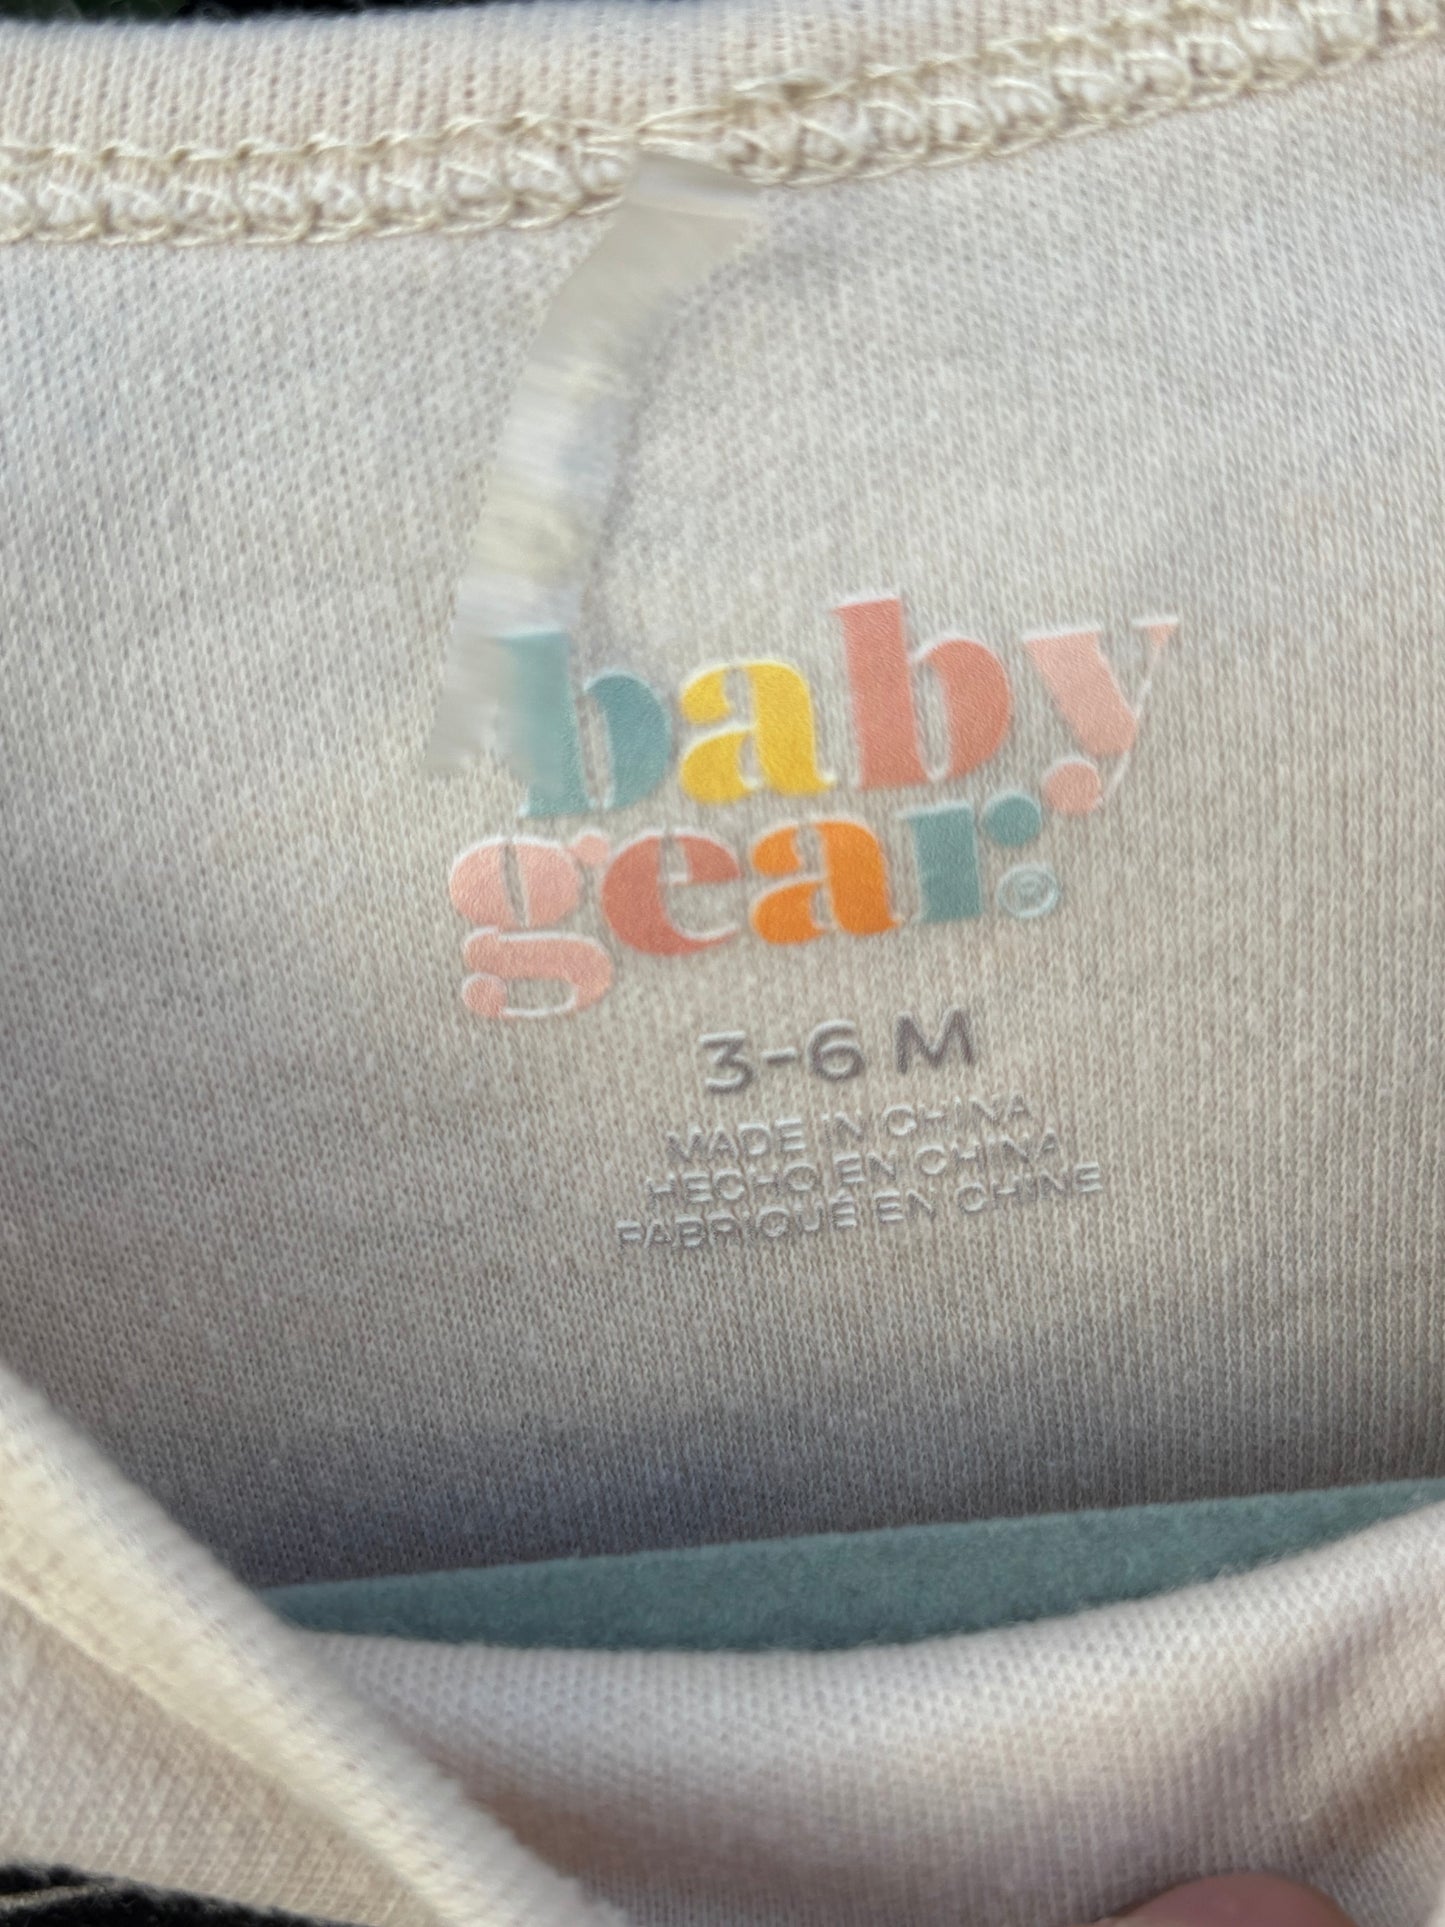 baby
gear®
3-6 M
MADE IN CHINA
HECHO EN CHINA
FABRIQUÉ EN CHINE